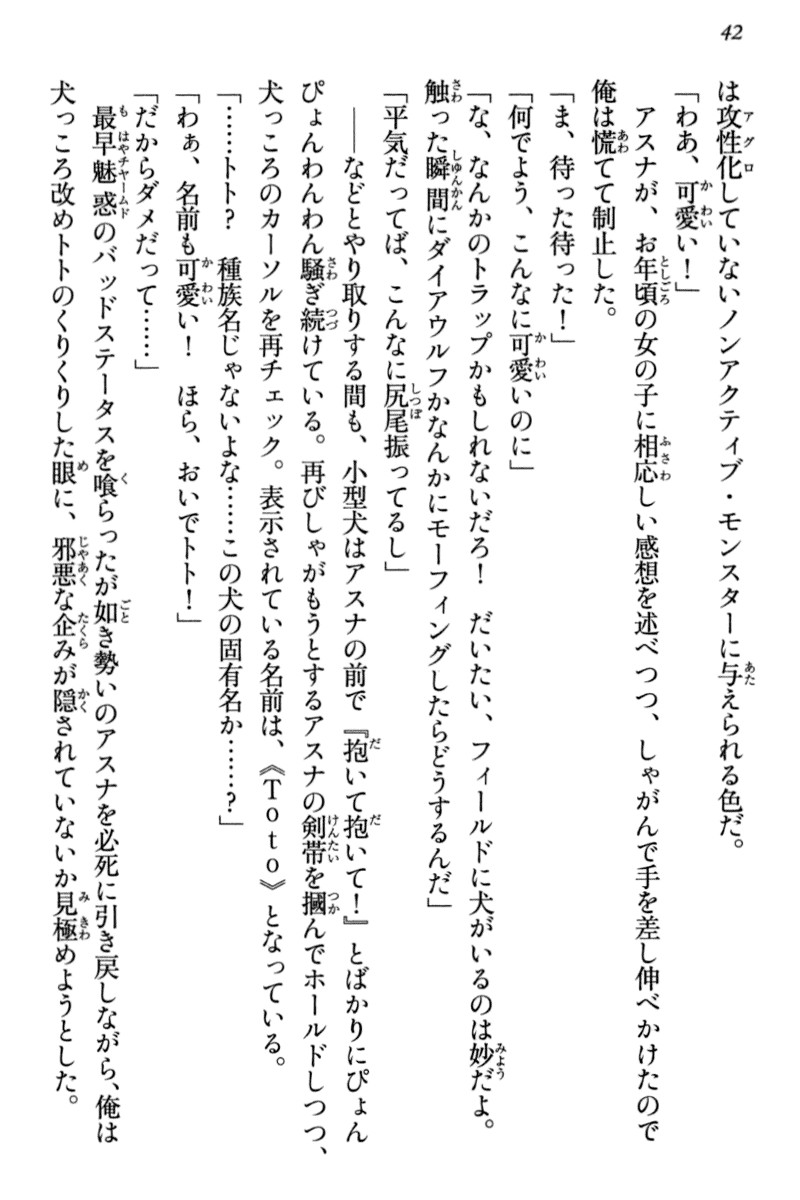 42
は攻性化していないノンアクティブ・モンスターに与えられる色だ。
「わあ、可愛い！」
アスナが、お年頃の女の子に相応しい感想を述べつつ、しゃがんで手を差し伸べかけたので
俺は慌てて制止した。
「ま、待った待った！」
「何でよう、こんなに可愛いのに」
「な、なんかのトラップかもしれないだろ！　だいたい、フィールドに犬がいるのは妙だよ。
触った瞬間にダイアウルフかなんかにモーフィングしたらどうするんだ」
「平気だってば、こんなに尻尾振ってるし」
――などとやり取りする間も、小型犬はアスナの前で『抱いて抱いて！』とばかりにぴょん
ぴょんわんわん騒ぎ続けている。再びしゃがもうとするアスナの剣帯を摑んでホールドしつつ、
犬っころのカーソルを再チェック。表示されている名前は、《Ｔｏｔｏ》となっている。
「……トト？　種族名じゃないよな……この犬の固有名か……？」
「わぁ、名前も可愛い！　ほら、おいでトト！」
「だからダメだって……」
最早魅惑のバッドステータスを喰らったが如き勢いのアスナを必死に引き戻しながら、俺は
犬っころ改めトトのくりくりした眼に、邪悪な企みが隠されていないか見極めようとした。